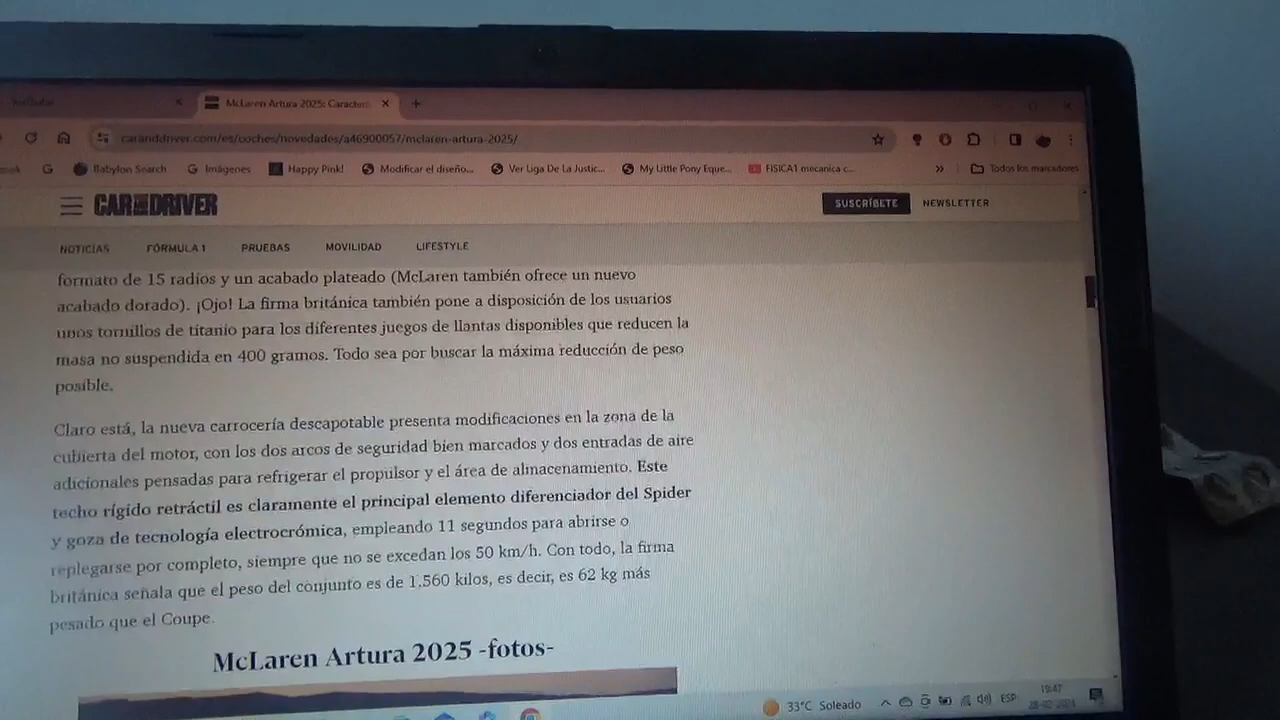 YouTube
McLaren Artura 2025: Caracterí
caranddriver.com/es/coches/novedades/a46900057/mclaren-artura-2025/
G Babylon Search G Imágenes Happy Pink! Modificar el diseño... Ver Liga De La Justic... My Little Pony Eque... FISICA1 mecanica c... » Todos los marcadores
CAR AND DRIVER SUSCRÍBETE NEWSLETTER
NOTICIAS FÓRMULA 1 PRUEBAS MOVILIDAD LIFESTYLE
formato de 15 radios y un acabado plateado (McLaren también ofrece un nuevo
acabado dorado). ¡Ojo! La firma británica también pone a disposición de los usuarios
unos tornillos de titanio para los diferentes juegos de llantas disponibles que reducen la
masa no suspendida en 400 gramos. Todo sea por buscar la máxima reducción de peso
posible.
Claro está, la nueva carrocería descapotable presenta modificaciones en la zona de la
cubierta del motor, con los dos arcos de seguridad bien marcados y dos entradas de aire
adicionales pensadas para refrigerar el propulsor y el área de almacenamiento. Este
techo rígido retráctil es claramente el principal elemento diferenciador del Spider
y goza de tecnología electrocrómica, empleando 11 segundos para abrirse o
replegarse por completo, siempre que no se excedan los 50 km/h. Con todo, la firma
británica señala que el peso del conjunto es de 1.560 kilos, es decir, es 62 kg más
pesado que el Coupe.
McLaren Artura 2025 -fotos-
33°C Soleado ESP 19:47
28-02-2024